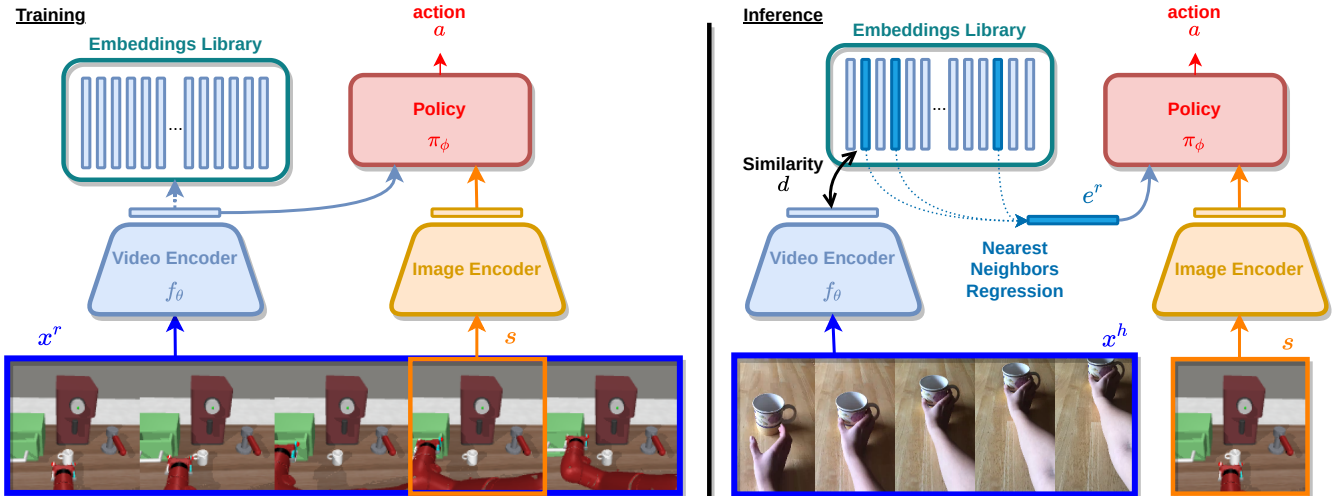 Training
action
a
Embeddings Library
...
Policy
π_ϕ
Video Encoder
f_θ
Image Encoder
x^r
s
Inference
action
a
Embeddings Library
...
Policy
π_ϕ
Similarity
d
e^r
Video Encoder
f_θ
Nearest
Neighbors
Regression
Image Encoder
x^h
s